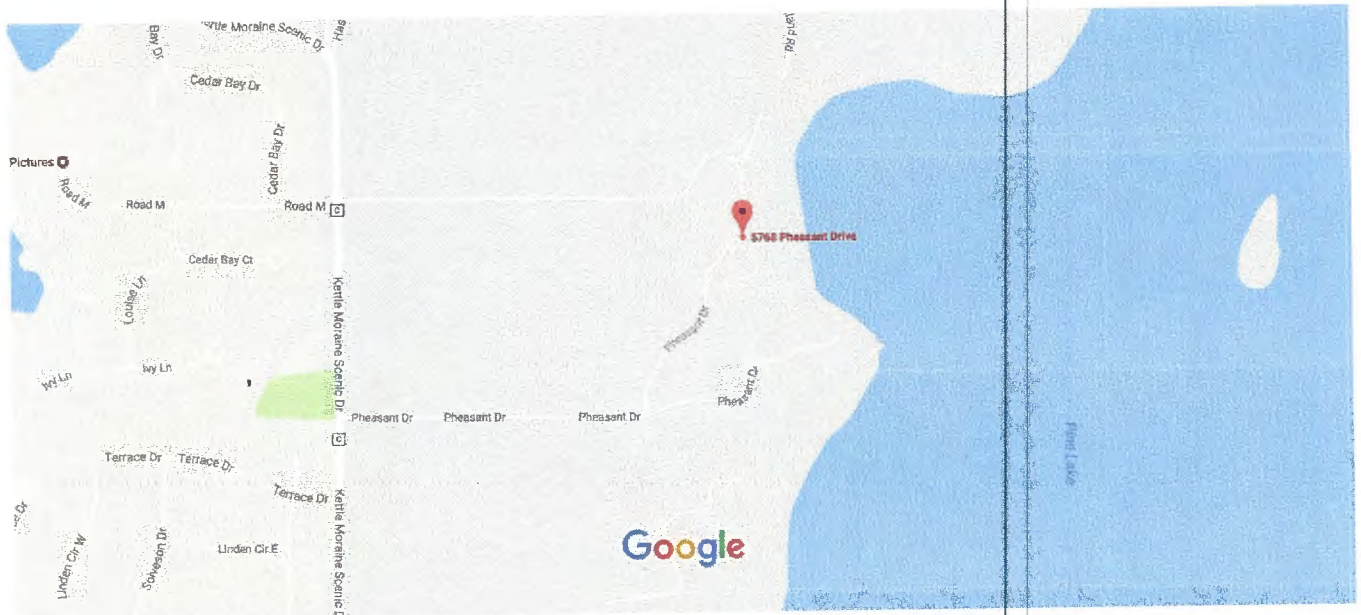 Bay Dr
Kettle Moraine Scenic Dr
Has
Cedar Bay Dr
Cedar Bay Dr
Pictures
Road M
Road M
Road M
C
5768 Pheasant Drive
Cedar Bay Ct
Louise Ln
Kettle Moraine Scenic Dr
Pheasant Dr
Ivy Ln
Ivy Ln
Pheasant Dr
Pheasant Dr
Pheasant Dr
Pheasant Dr
C
Pine Lake
Terrace Dr
Terrace Dr
Terrace Dr
Kettle Moraine Scenic D
Dr
Linden Cir W
Solveson Dr
Linden Cir E
Google